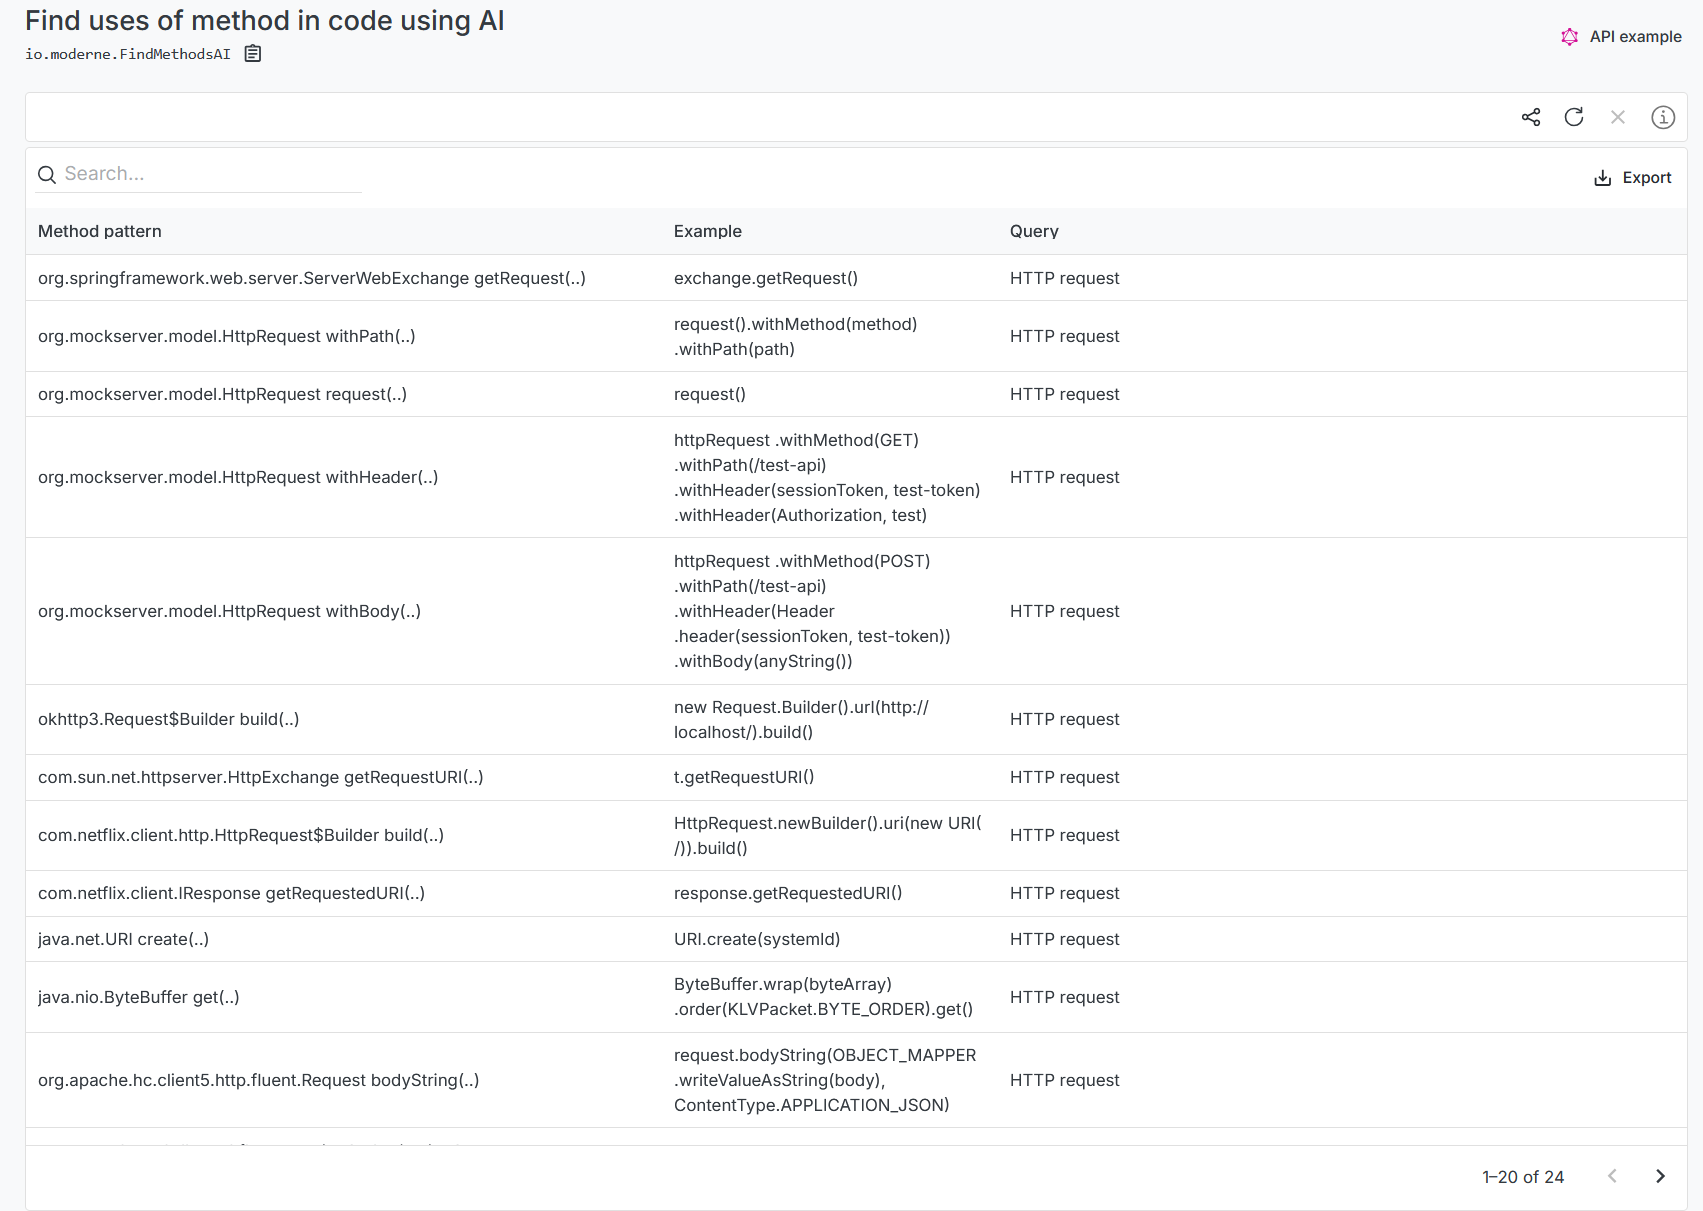 Find uses of method in code using AI
io.moderne.FindMethodsAI
API example
Search...
Export
Method pattern Example Query
org.springframework.web.server.ServerWebExchange getRequest(..) exchange.getRequest() HTTP request
org.mockserver.model.HttpRequest withPath(..) request().withMethod(method)
.withPath(path) HTTP request
org.mockserver.model.HttpRequest request(..) request() HTTP request
org.mockserver.model.HttpRequest withHeader(..) httpRequest .withMethod(GET)
.withPath(/test-api)
.withHeader(sessionToken, test-token)
.withHeader(Authorization, test) HTTP request
org.mockserver.model.HttpRequest withBody(..) httpRequest .withMethod(POST)
.withPath(/test-api)
.withHeader(Header
.header(sessionToken, test-token))
.withBody(anyString()) HTTP request
okhttp3.Request$Builder build(..) new Request.Builder().url(http://
localhost/).build() HTTP request
com.sun.net.httpserver.HttpExchange getRequestURI(..) t.getRequestURI() HTTP request
com.netflix.client.http.HttpRequest$Builder build(..) HttpRequest.newBuilder().uri(new URI(
/)).build() HTTP request
com.netflix.client.IResponse getRequestedURI(..) response.getRequestedURI() HTTP request
java.net.URI create(..) URI.create(systemId) HTTP request
java.nio.ByteBuffer get(..) ByteBuffer.wrap(byteArray)
.order(KLVPacket.BYTE_ORDER).get() HTTP request
org.apache.hc.client5.http.fluent.Request bodyString(..) request.bodyString(OBJECT_MAPPER
.writeValueAsString(body),
ContentType.APPLICATION_JSON) HTTP request
1–20 of 24